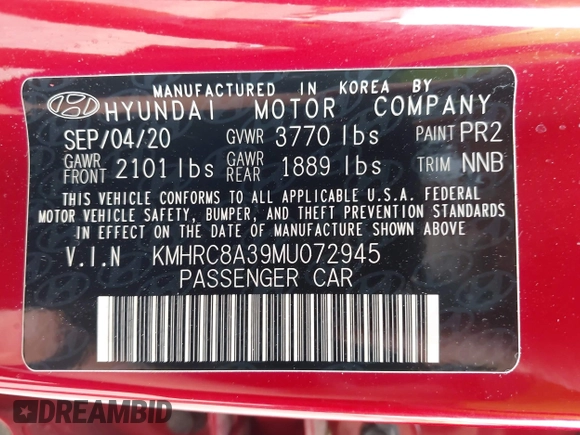 MANUFACTURED IN KOREA BY
HYUNDAI MOTOR COMPANY
SEP/04/20 GVWR 3770 lbs PAINT PR2
GAWR FRONT 2101 lbs GAWR REAR 1889 lbs TRIM NNB
THIS VEHICLE CONFORMS TO ALL APPLICABLE U.S.A. FEDERAL
MOTOR VEHICLE SAFETY, BUMPER, AND THEFT PREVENTION STANDARDS
IN EFFECT ON THE DATE OF MANUFACTURE SHOWN ABOVE.
V.I.N KMHRC8A39MU072945
PASSENGER CAR
DREAMBID